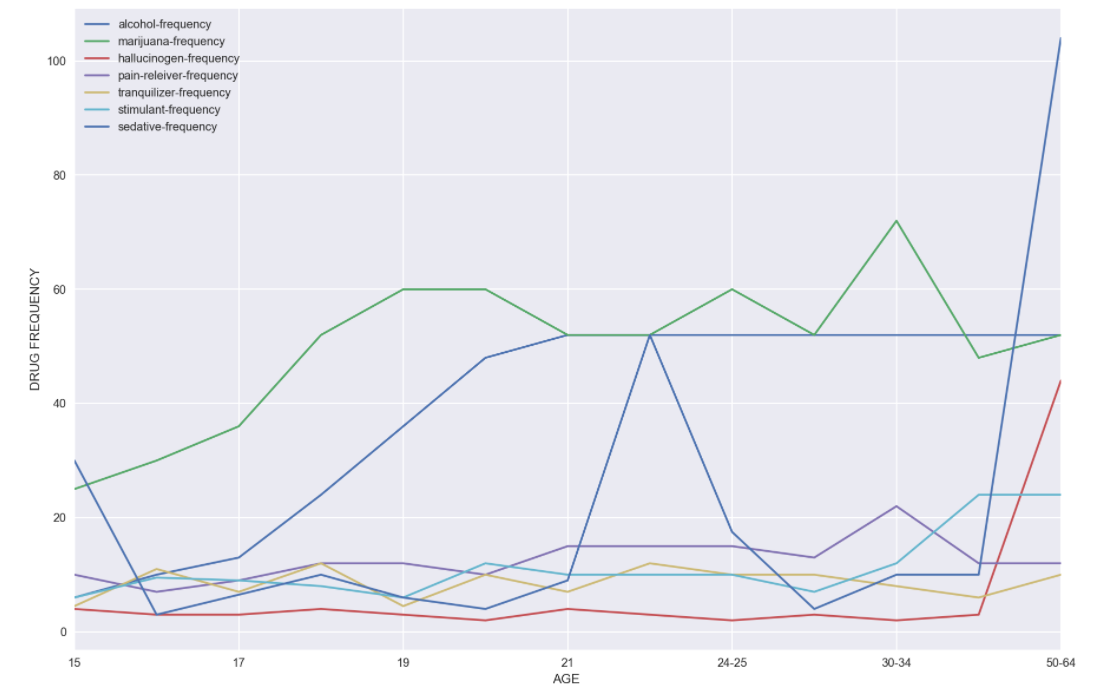 alcohol-frequency
marijuana-frequency
hallucinogen-frequency
pain-releiver-frequency
tranquilizer-frequency
stimulant-frequency
sedative-frequency
100
80
60
40
20
0
DRUG FREQUENCY
15 17 19 21 24-25 30-34 50-64
AGE